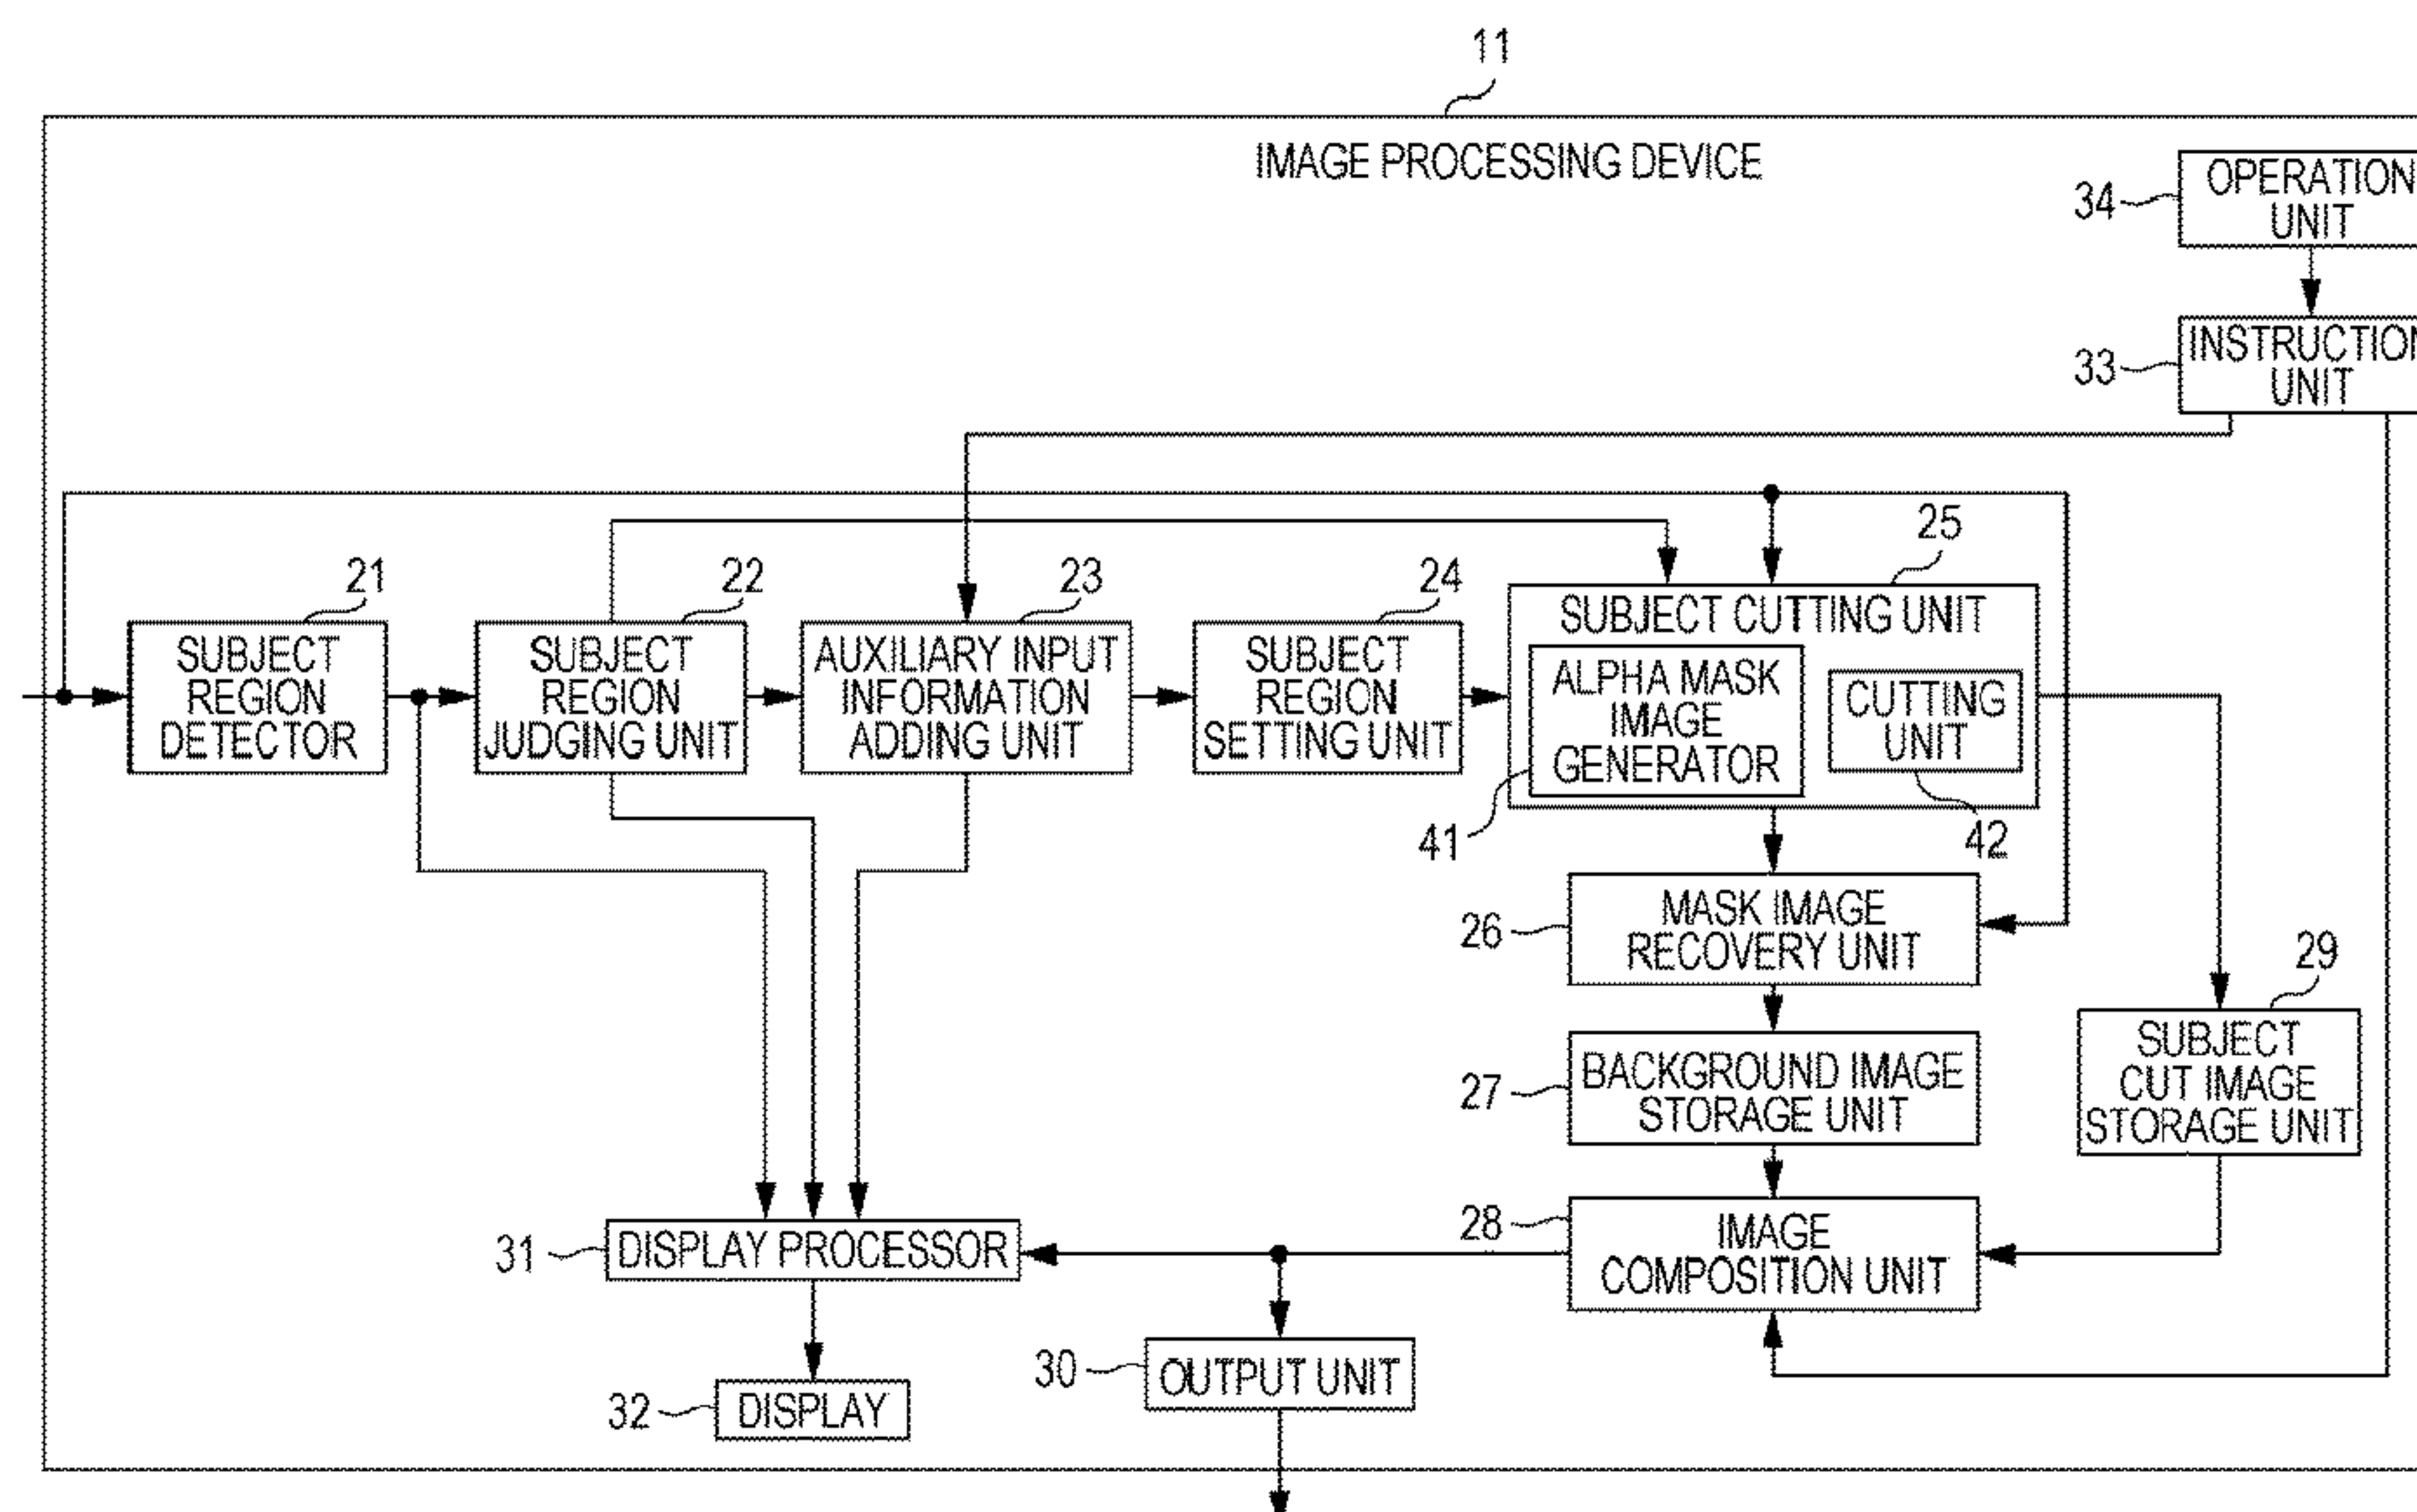 11
IMAGE PROCESSING DEVICE
34
OPERATION
UNIT
33
INSTRUCTION
UNIT
21
SUBJECT
REGION
DETECTOR
22
SUBJECT
REGION
JUDGING UNIT
23
AUXILIARY INPUT
INFORMATION
ADDING UNIT
24
SUBJECT
REGION
SETTING UNIT
25
SUBJECT CUTTING UNIT
ALPHA MASK
IMAGE
GENERATOR
41
CUTTING
UNIT
42
26
MASK IMAGE
RECOVERY UNIT
27
BACKGROUND IMAGE
STORAGE UNIT
29
SUBJECT
CUT IMAGE
STORAGE UNIT
28
IMAGE
COMPOSITION UNIT
31
DISPLAY PROCESSOR
30
OUTPUT UNIT
32
DISPLAY